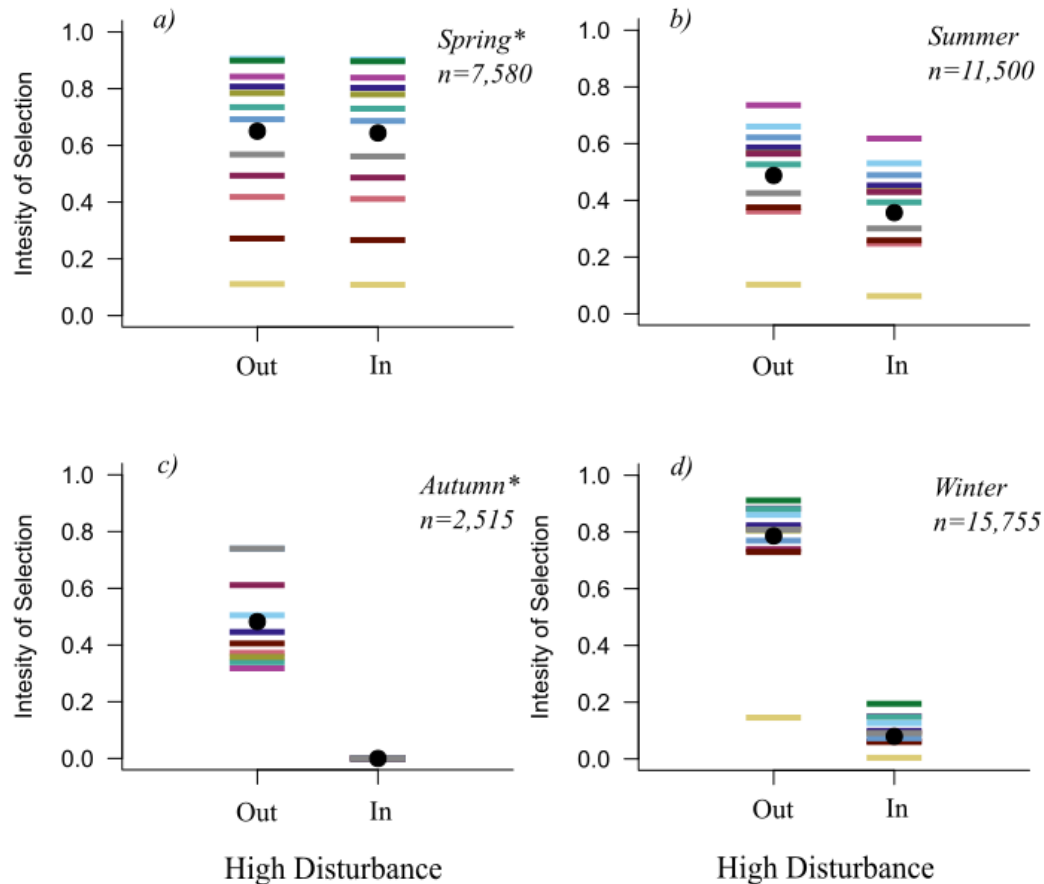 a)
Spring*
n=7,580
Intesity of Selection
1.0
0.8
0.6
0.4
0.2
0.0
Out
In
b)
Summer
n=11,500
1.0
0.8
0.6
0.4
0.2
0.0
Out
In
c)
Autumn*
n=2,515
Intesity of Selection
1.0
0.8
0.6
0.4
0.2
0.0
Out
In
High Disturbance
d)
Winter
n=15,755
Intesity of Selection
1.0
0.8
0.6
0.4
0.2
0.0
Out
In
High Disturbance